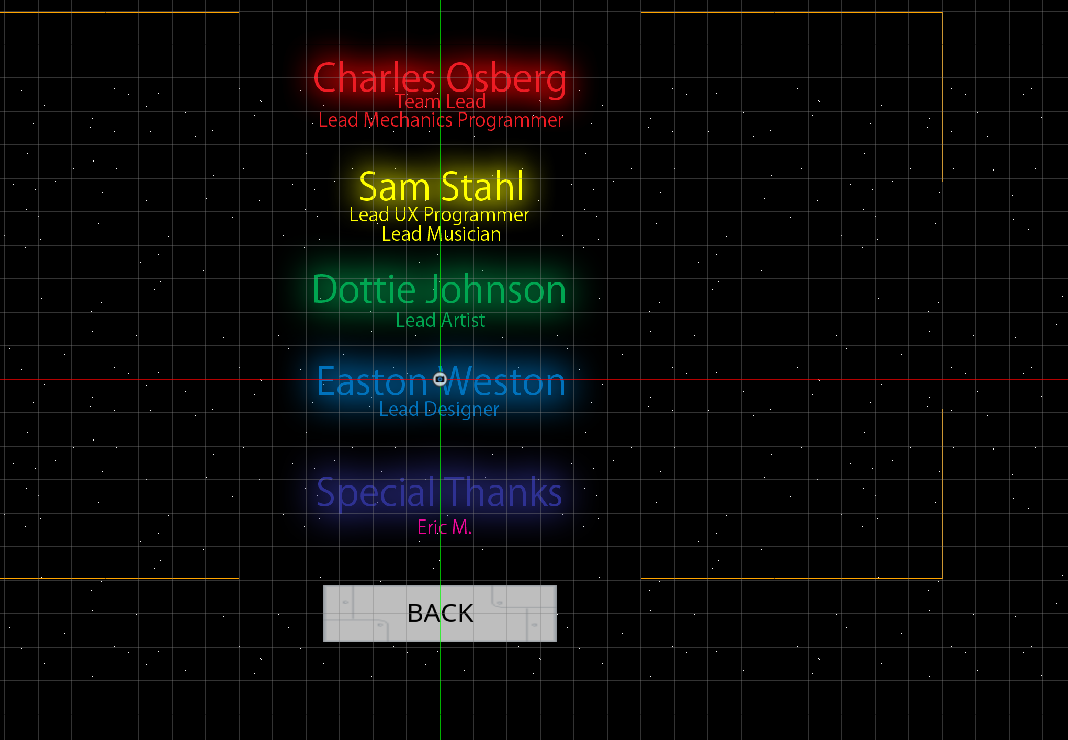 Charles Osberg
Team Lead
Lead Mechanics Programmer
Sam Stahl
Lead UX Programmer
Lead Musician
Dottie Johnson
Lead Artist
Easton Weston
Lead Designer
Special Thanks
Eric M.
BACK